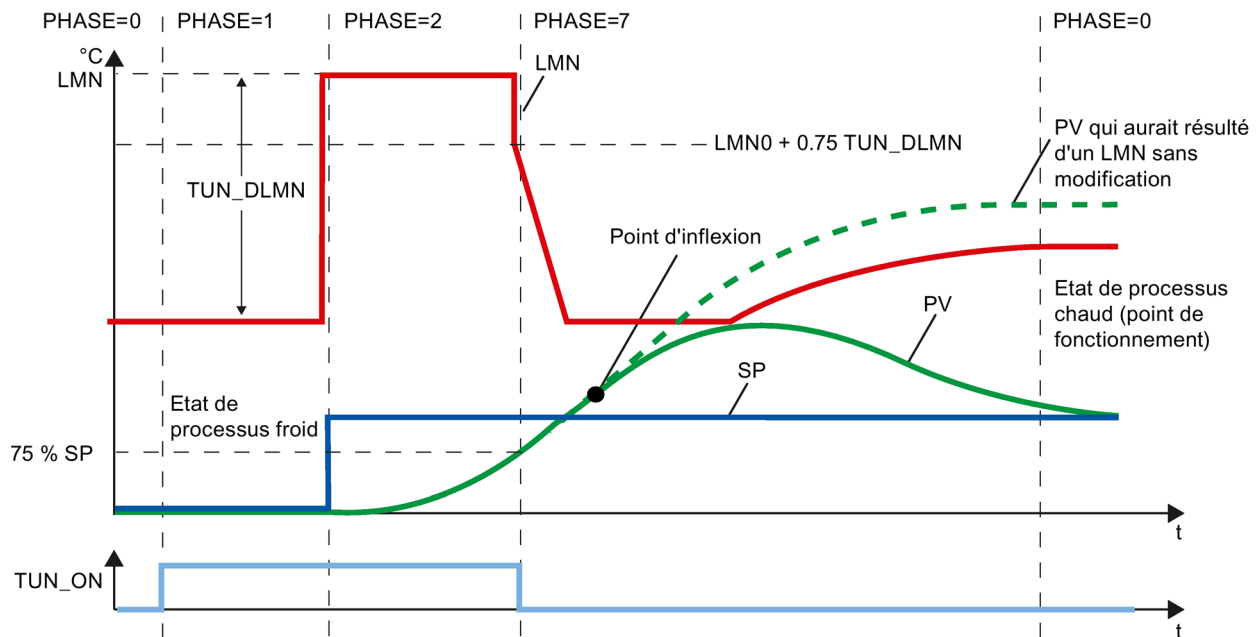 PHASE=0
PHASE=1
PHASE=2
PHASE=7
PHASE=0
°C
LMN
LMN
TUN_DLMN
LMN0 + 0.75 TUN_DLMN
PV qui aurait résulté
d'un LMN sans
modification
Point d'inflexion
Etat de processus
chaud (point de
fonctionnement)
PV
SP
Etat de
processus froid
75 % SP
t
TUN_ON
t